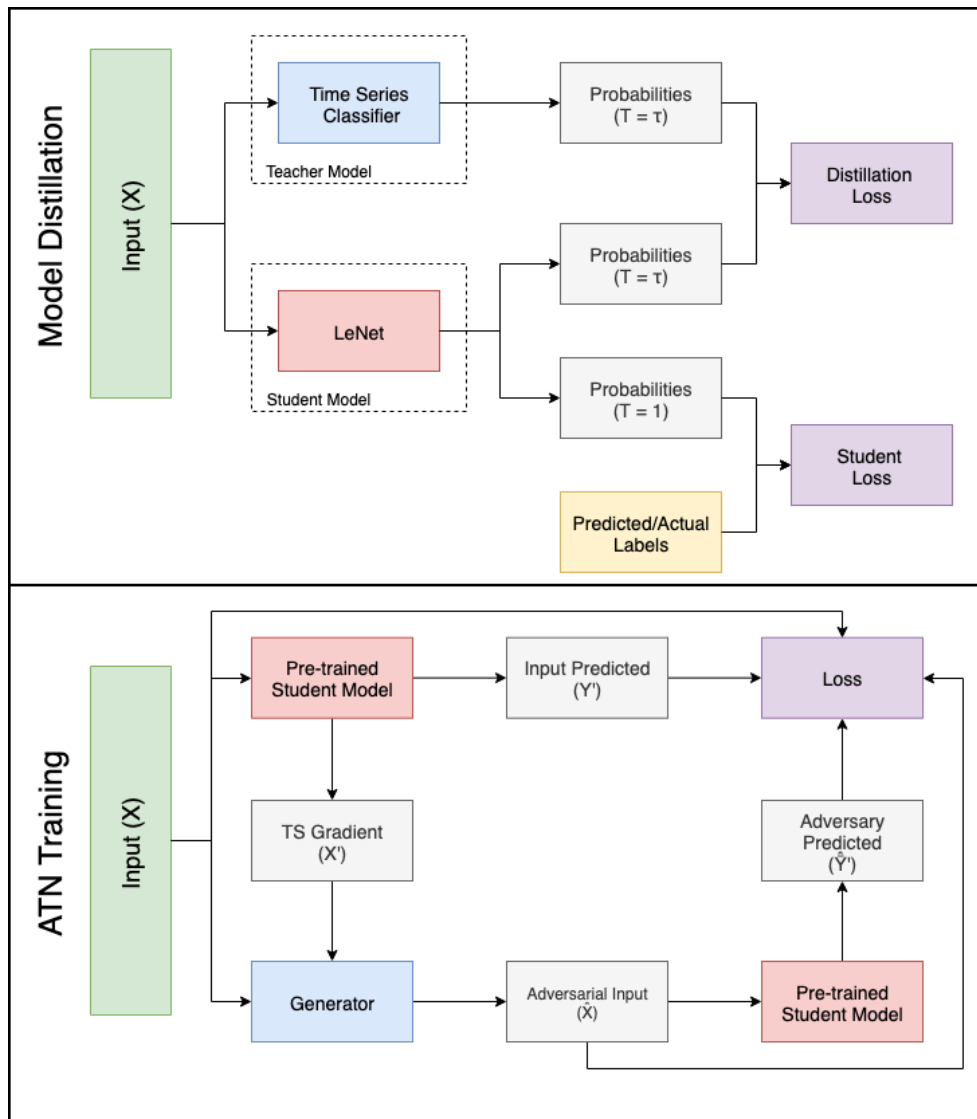 Model Distillation
Input (X)
Time Series
Classifier
Teacher Model
Probabilities
(T = τ)
Distillation
Loss
Probabilities
(T = τ)
LeNet
Student Model
Probabilities
(T = 1)
Student
Loss
Predicted/Actual
Labels
ATN Training
Input (X)
Pre-trained
Student Model
Input Predicted
(Y')
Loss
TS Gradient
(X')
Adversary
Predicted
(Ŷ')
Generator
Adversarial Input
(X̂)
Pre-trained
Student Model